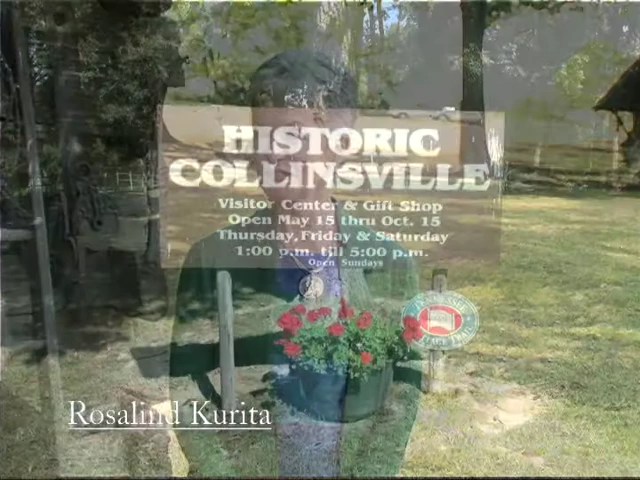 HISTORIC
COLLINSVILLE
Visitor Center & Gift Shop
Open May 15 thru Oct. 15
Thursday, Friday & Saturday
1:00 p.m. till 5:00 p.m.
Open Sundays
Rosalind Kurita